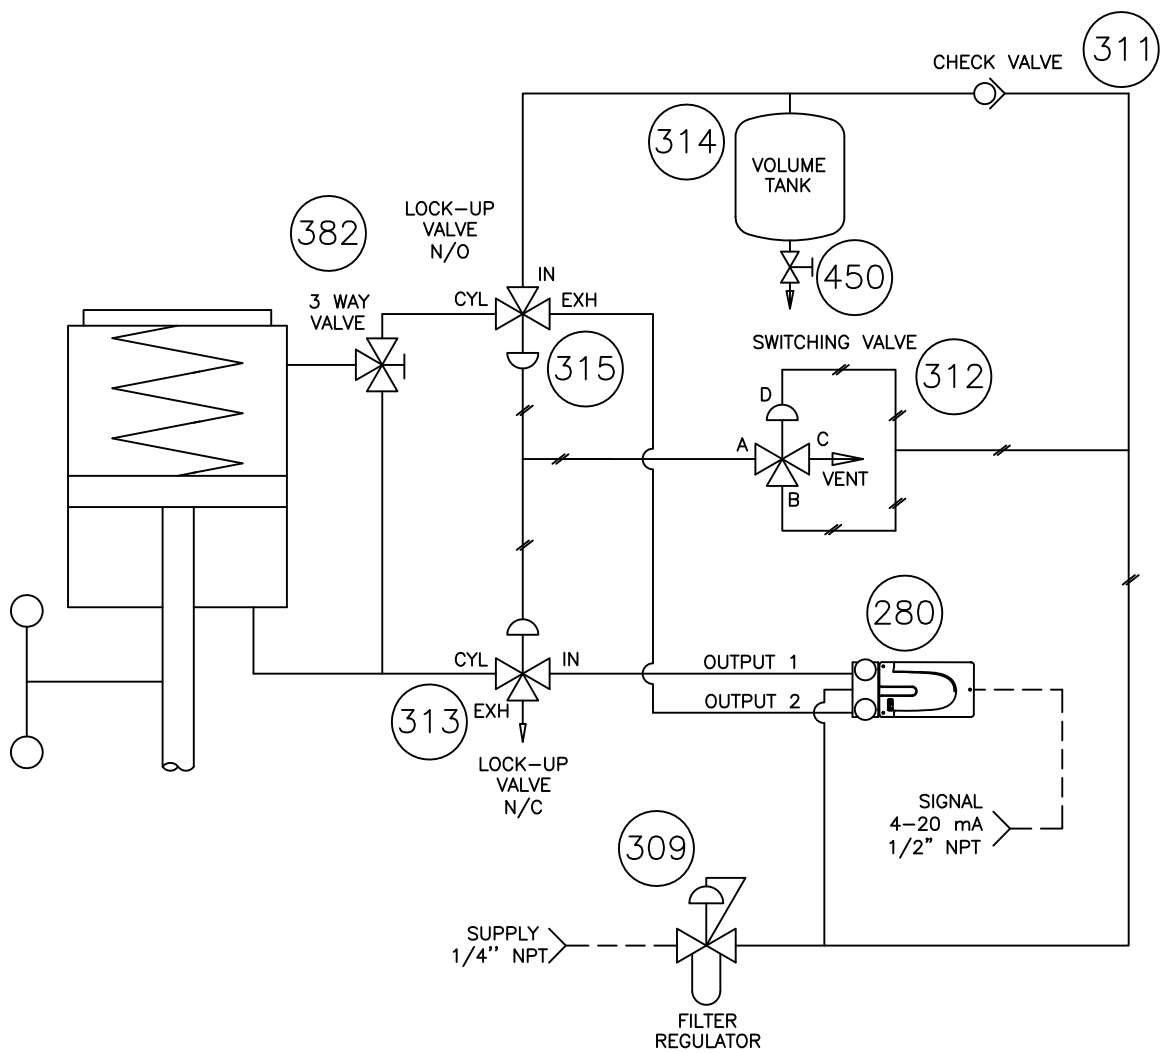 311
CHECK VALVE
314
VOLUME
TANK
382
LOCK-UP
VALVE
N/O
450
IN
CYL
EXH
3 WAY
VALVE
315
SWITCHING VALVE
312
D
A
C
VENT
B
280
CYL
IN
OUTPUT 1
OUTPUT 2
313
EXH
LOCK-UP
VALVE
N/C
SIGNAL
4-20 mA
1/2" NPT
309
SUPPLY
1/4" NPT
FILTER
REGULATOR